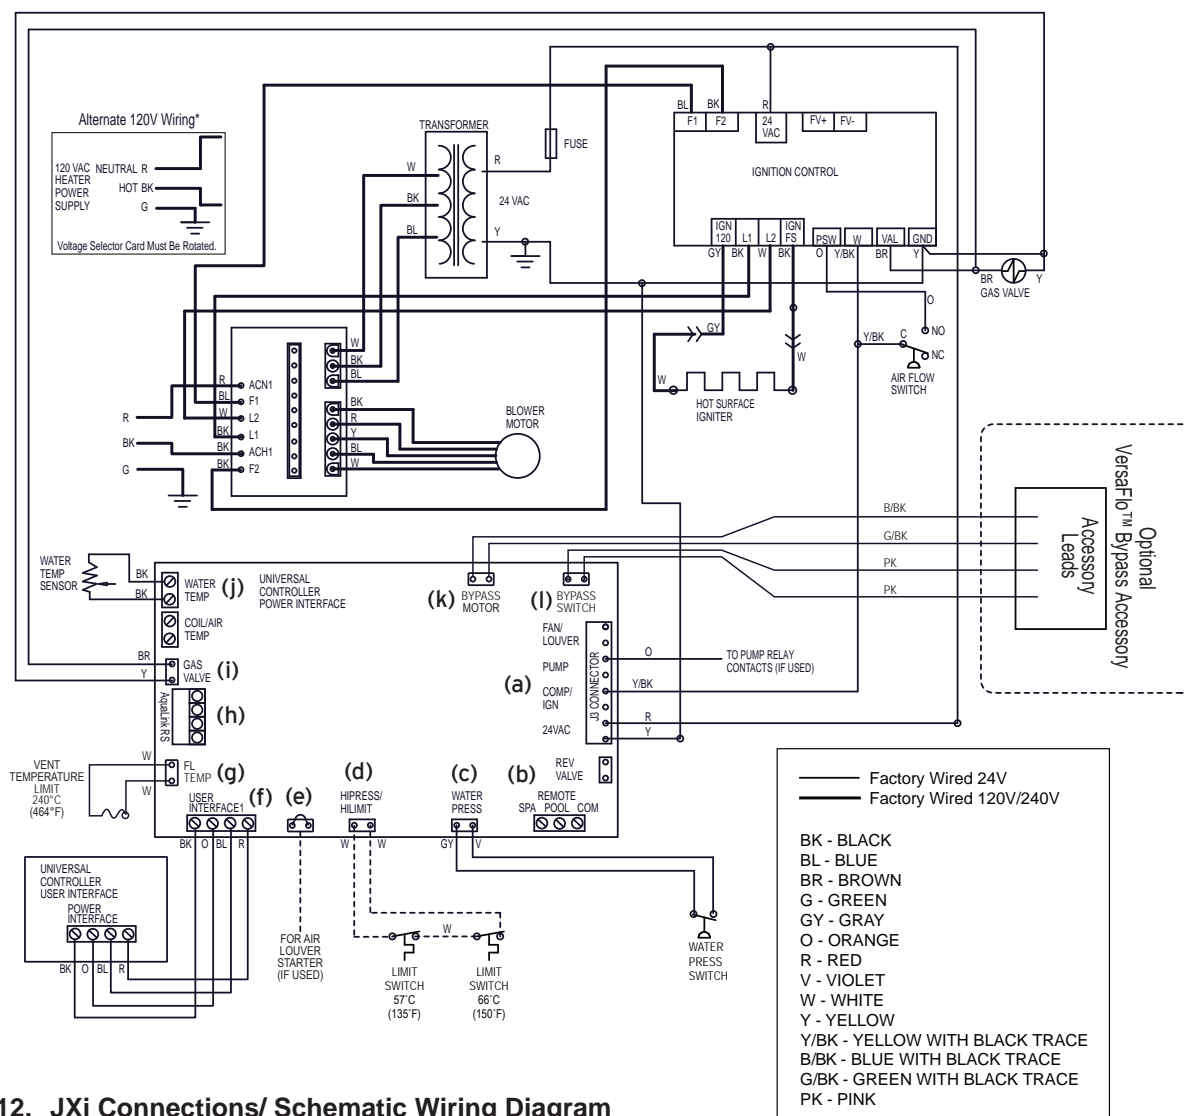 Alternate 120V Wiring*
120 VAC
HEATER
POWER
SUPPLY
NEUTRAL R
HOT BK
G
Voltage Selector Card Must Be Rotated.
TRANSFORMER
W
BK
BL
R
24 VAC
Y
FUSE
BL
BK
R
F1
F2
24
VAC
FV+
FV-
IGNITION CONTROL
IGN
120
L1
L2
IGN
FS
PSW
W
VAL
GND
GY
BK
W
BK
O
Y/BK
BR
Y
BR
Y
GAS VALVE
O
NO
Y/BK
C
NC
AIR FLOW
SWITCH
GY
W
W
HOT SURFACE
IGNITER
R
BL
W
BK
BK
BK
ACN1
F1
L2
L1
ACH1
F2
R
BK
G
W
BK
BL
BK
R
Y
BL
W
BLOWER
MOTOR
B/BK
G/BK
PK
PK
Accessory
Leads
Optional
VersaFlo™ Bypass Accessory
WATER
TEMP
SENSOR
BK
BK
WATER
TEMP
(j)
UNIVERSAL
CONTROLLER
POWER INTERFACE
COIL/AIR
TEMP
BR
Y
GAS
VALVE
(i)
AquaLink RS
(h)
VENT
TEMPERATURE
LIMIT
240°C
(464°F)
W
W
FL
TEMP
(g)
(k)
BYPASS
MOTOR
(l)
BYPASS
SWITCH
(a)
FAN/
LOUVER
PUMP
COMP/
IGN
24VAC
J3 CONNECTOR
O
TO PUMP RELAY
CONTACTS (IF USED)
Y/BK
R
Y
REV
VALVE
USER
INTERFACE1
(f)
(e)
(d)
HIPRESS/
HILIMIT
(c)
WATER
PRESS
(b)
REMOTE
SPA POOL COM
BK
O
BL
R
W
W
GY
V
UNIVERSAL
CONTROLLER
USER INTERFACE
POWER
INTERFACE
BK
O
BL
R
FOR AIR
LOUVER
STARTER
(IF USED)
W
LIMIT
SWITCH
57˚C
(135˚F)
LIMIT
SWITCH
66˚C
(150˚F)
WATER
PRESS
SWITCH
Factory Wired 24V
Factory Wired 120V/240V
BK - BLACK
BL - BLUE
BR - BROWN
G - GREEN
GY - GRAY
O - ORANGE
R - RED
V - VIOLET
W - WHITE
Y - YELLOW
Y/BK - YELLOW WITH BLACK TRACE
B/BK - BLUE WITH BLACK TRACE
G/BK - GREEN WITH BLACK TRACE
PK - PINK
12. JXi Connections/ Schematic Wiring Diagram